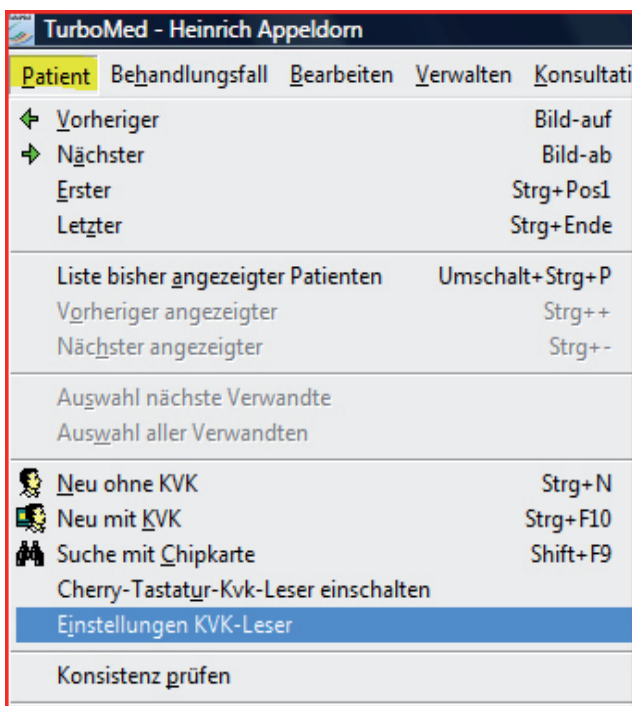 TurboMed - Heinrich Appeldorn
Patient Behandlungsfall Bearbeiten Verwalten Konsultati
Vorheriger Bild-auf
Nächster Bild-ab
Erster Strg+Pos1
Letzter Strg+Ende
Liste bisher angezeigter Patienten Umschalt+Strg+P
Vorheriger angezeigter Strg++
Nächster angezeigter Strg+-
Auswahl nächste Verwandte
Auswahl aller Verwandten
Neu ohne KVK Strg+N
Neu mit KVK Strg+F10
Suche mit Chipkarte Shift+F9
Cherry-Tastatur-Kvk-Leser einschalten
Einstellungen KVK-Leser
Konsistenz prüfen